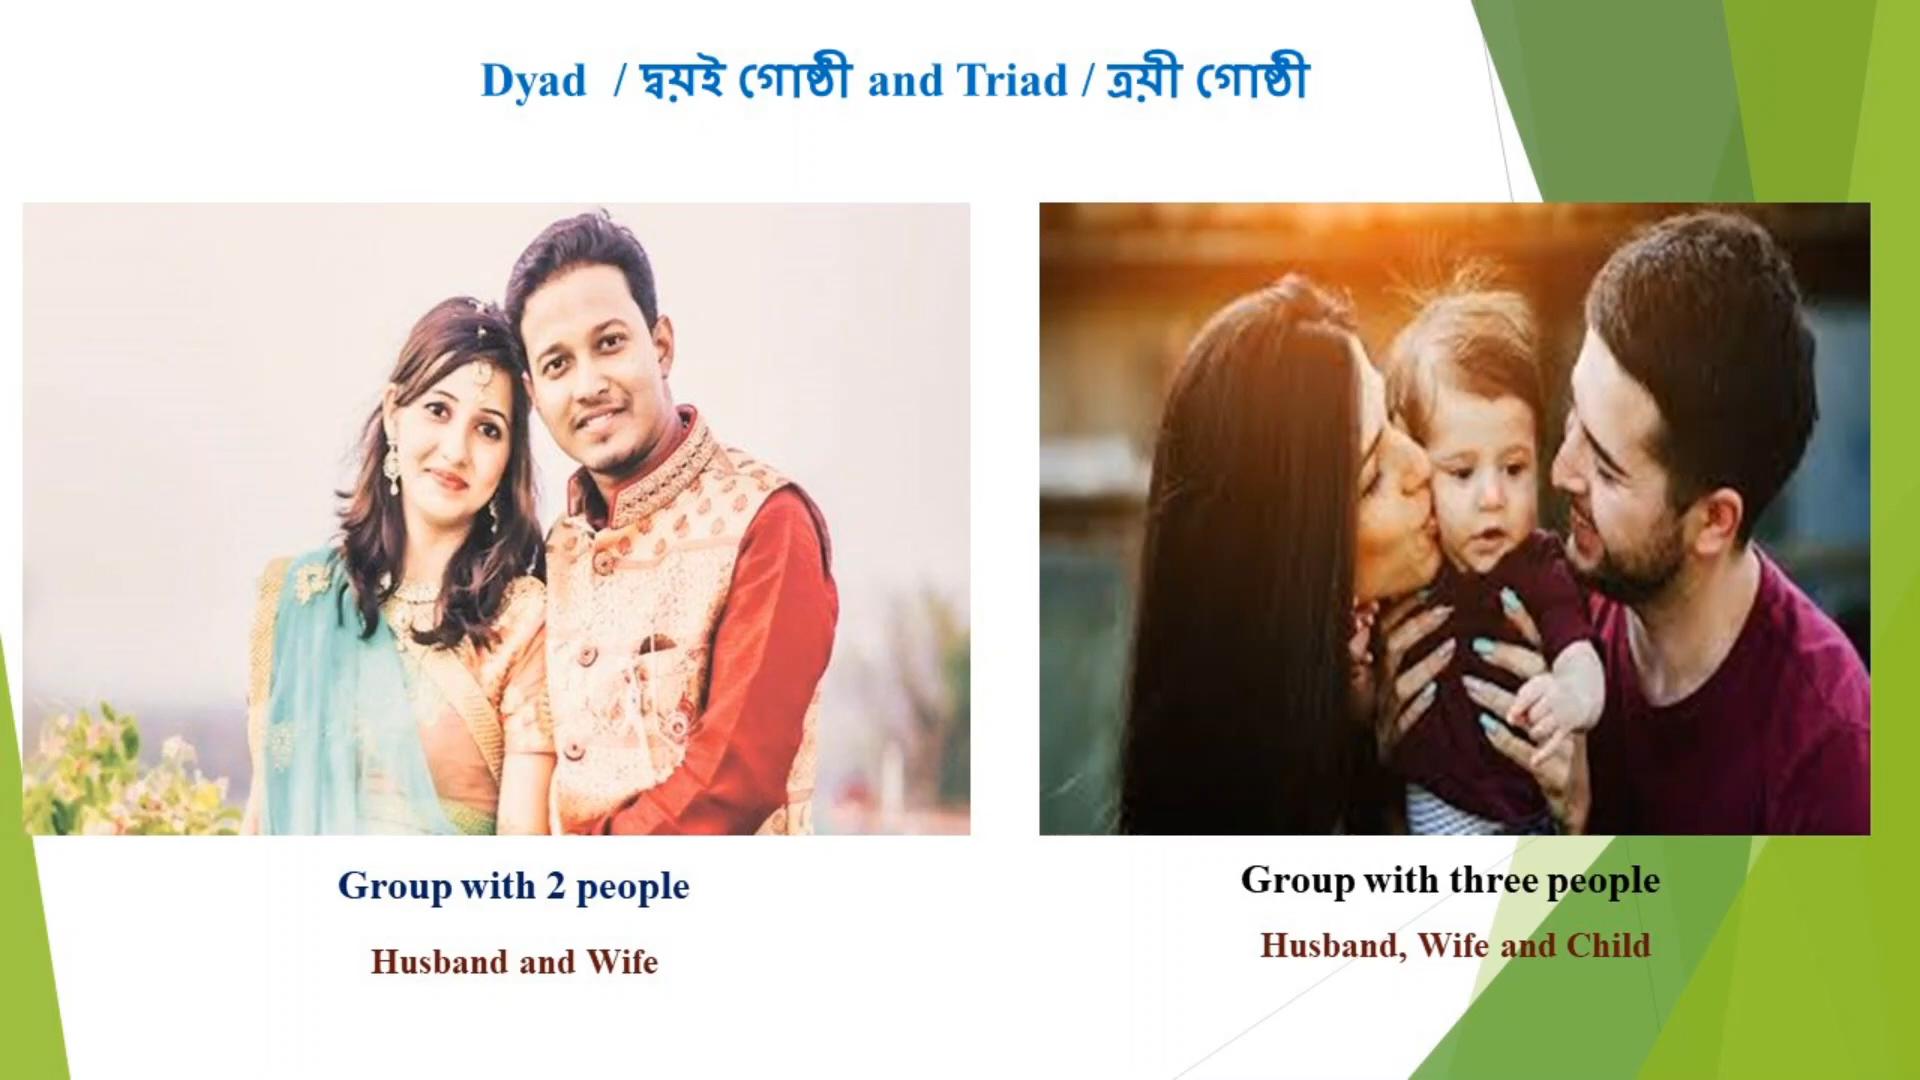 Dyad / দ্বয়ই গোষ্ঠী and Triad / ত্রয়ী গোষ্ঠী
Group with 2 people
Husband and Wife
Group with three people
Husband, Wife and Child